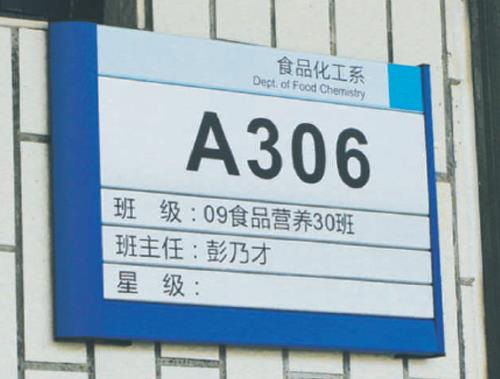 食品化工系
Dept. of Food Chemistry
A306
班 级：09食品营养30班
班主任：彭乃才
星 级：